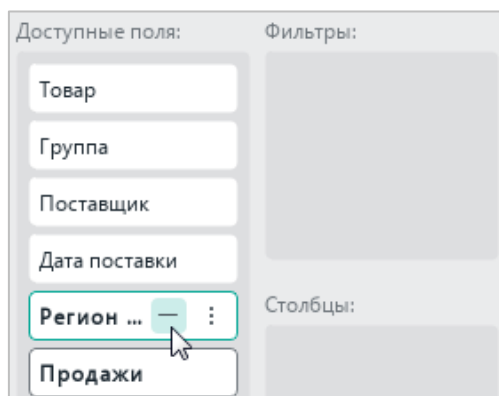 Доступные поля:
Фильтры:
Товар
Группа
Поставщик
Дата поставки
Регион ...
Столбцы:
Продажи